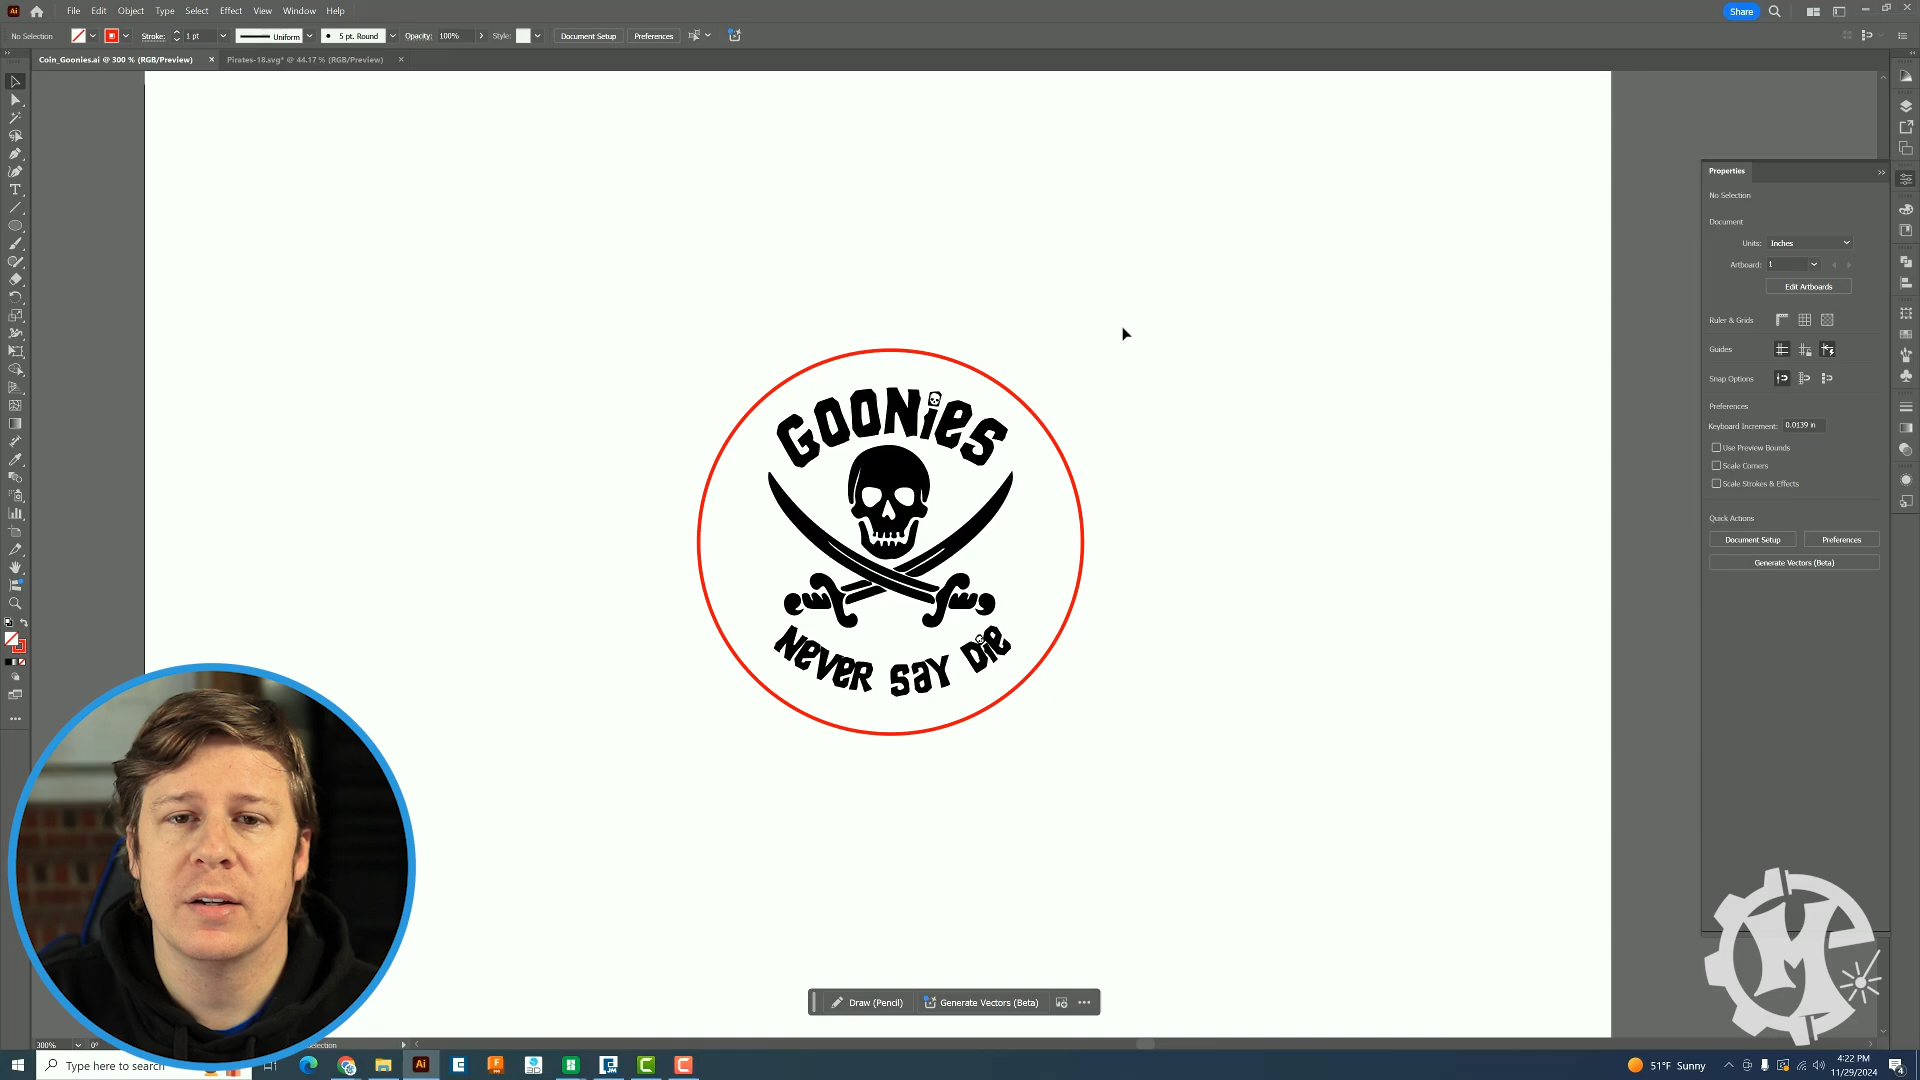 Ai File Edit Object Type Select Effect View Window Help Share
No Selection Stroke: 1 pt Uniform 5 pt. Round Opacity: 100% Style: Document Setup Preferences
Coin_Goonies.ai @ 300 % (RGB/Preview) × Pirates-18.svg* @ 44.17 % (RGB/Preview) ×
Properties
No Selection
Document
Units: Inches
Artboard: 1
Edit Artboards
Ruler & Grids
Guides
Snap Options
Preferences
Keyboard Increment: 0.0139 in
Use Preview Bounds
Scale Corners
Scale Strokes & Effects
Quick Actions
Document Setup Preferences
Generate Vectors (Beta)
GOONieS
Never Say Die
Draw (Pencil) Generate Vectors (Beta)
300% 0° election
M
Type here to search
Ai
51°F Sunny
4:22 PM
11/29/2024